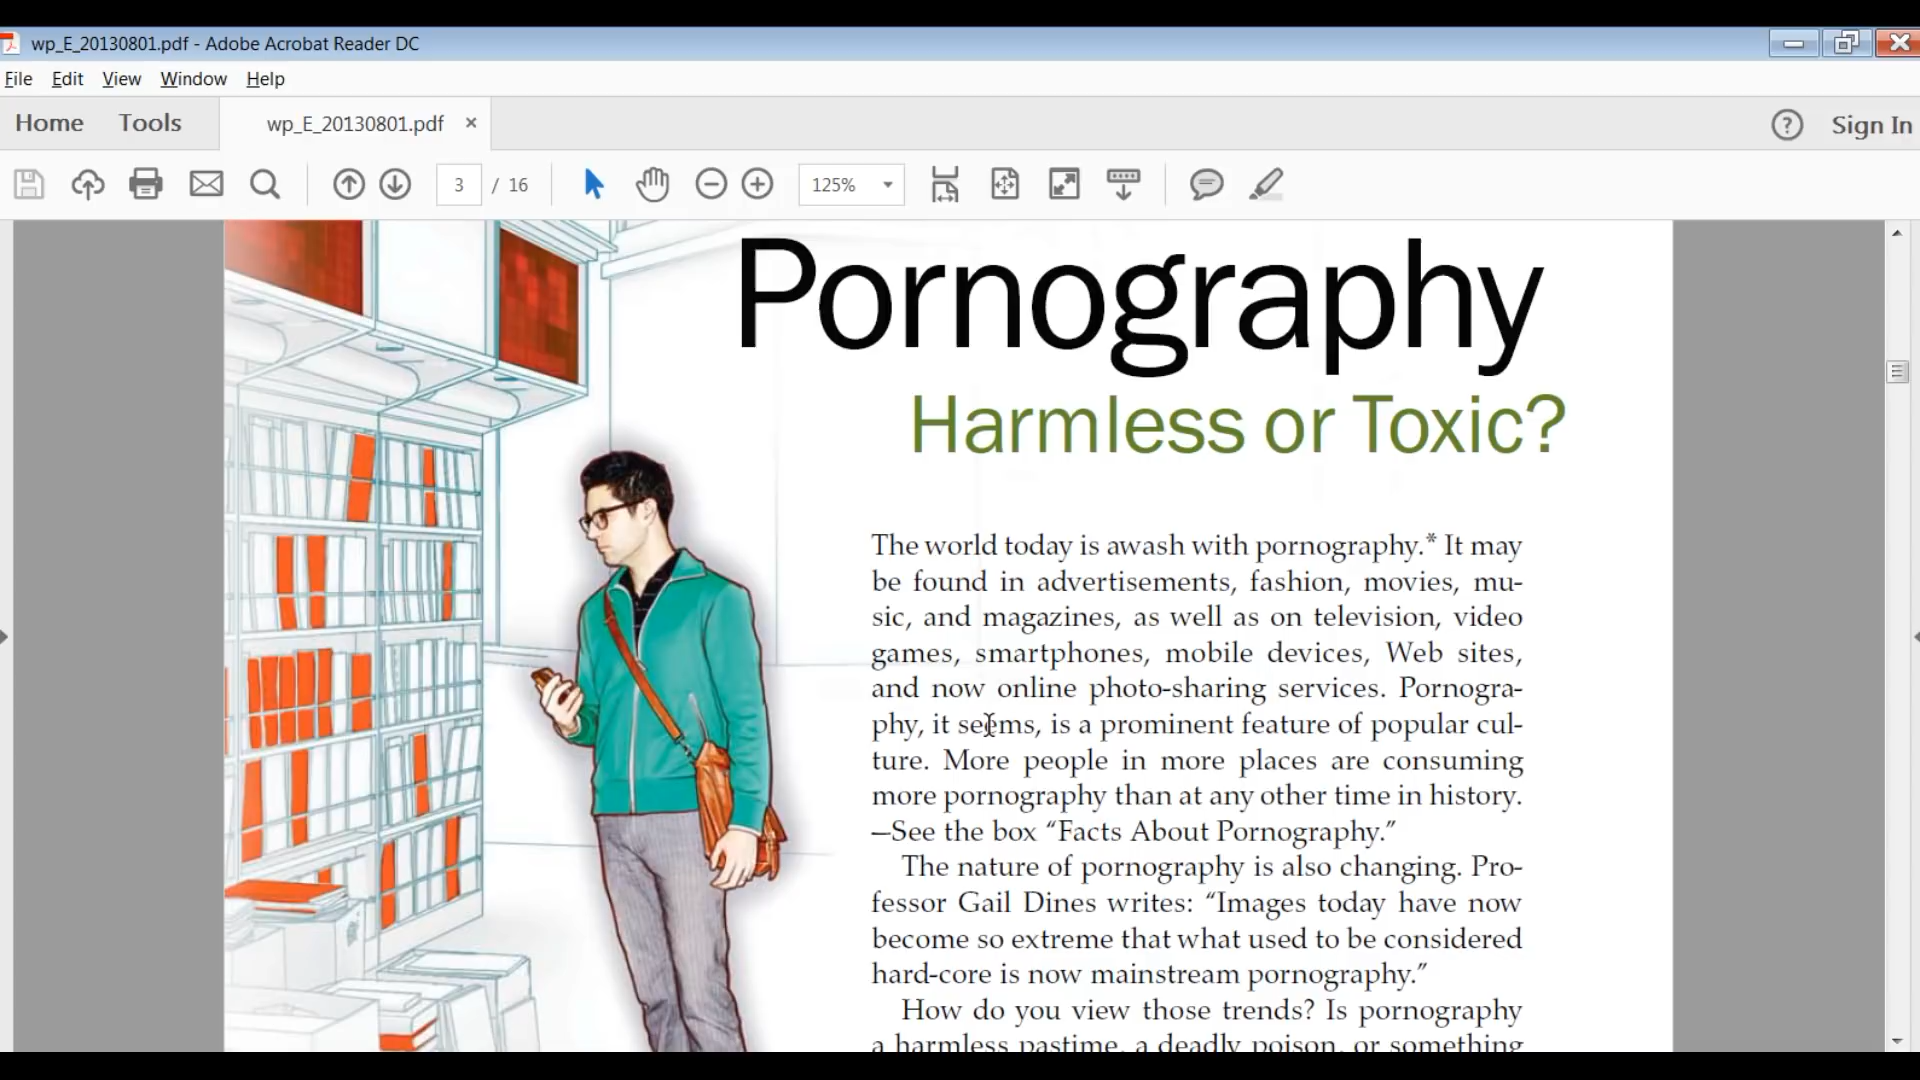 wp_E_20130801.pdf - Adobe Acrobat Reader DC
File Edit View Window Help
Home Tools wp_E_20130801.pdf × ? Sign In
3 / 16 125%
Pornography
Harmless or Toxic?
The world today is awash with pornography.* It may
be found in advertisements, fashion, movies, mu-
sic, and magazines, as well as on television, video
games, smartphones, mobile devices, Web sites,
and now online photo-sharing services. Pornogra-
phy, it seems, is a prominent feature of popular cul-
ture. More people in more places are consuming
more pornography than at any other time in history.
—See the box “Facts About Pornography.”
The nature of pornography is also changing. Pro-
fessor Gail Dines writes: “Images today have now
become so extreme that what used to be considered
hard-core is now mainstream pornography.”
How do you view those trends? Is pornography
a harmless pastime, a deadly poison, or something